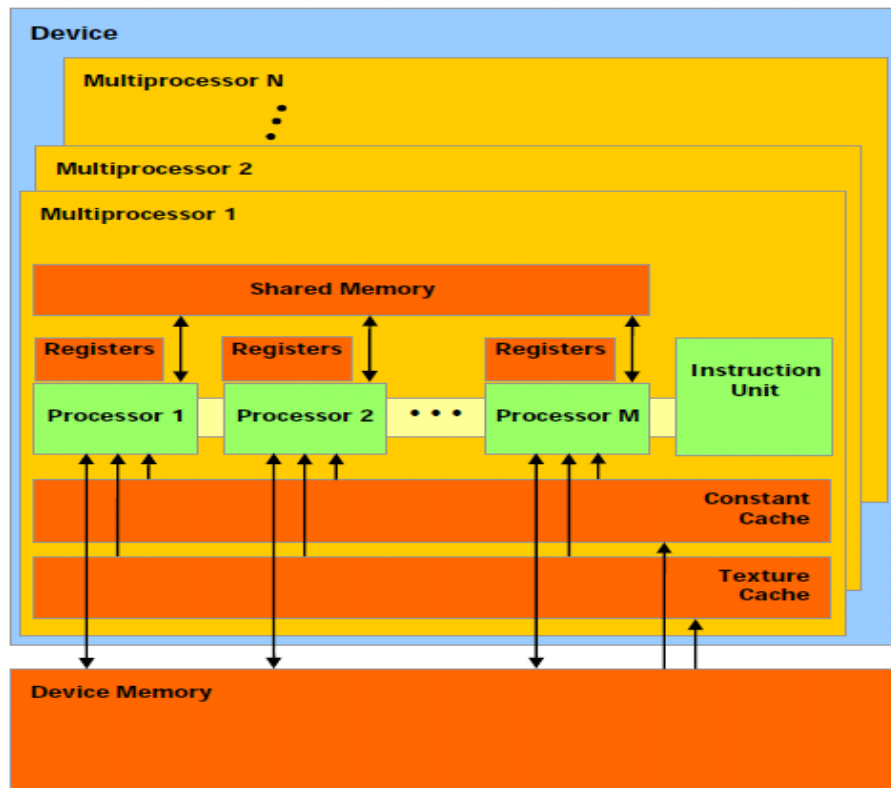 Device
Multiprocessor N
Multiprocessor 2
Multiprocessor 1
Shared Memory
Registers
Registers
Registers
Instruction
Unit
Processor 1
Processor 2
Processor M
Constant
Cache
Texture
Cache
Device Memory